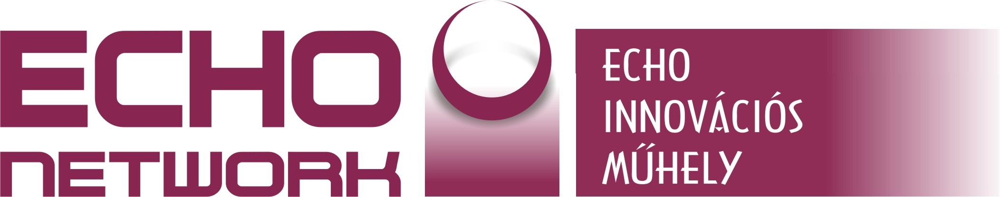 ECHO
NETWORK
ECHO
INNOVÁCIÓS
MŰHELY